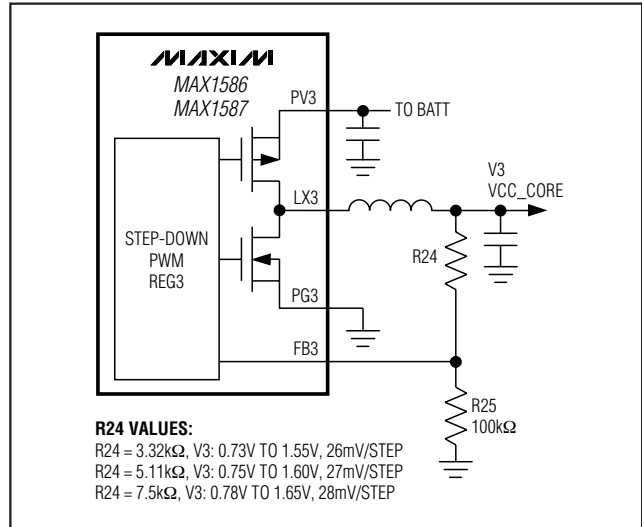 MAXIM
MAX1586
MAX1587
PV3
TO BATT
V3
VCC_CORE
LX3
STEP-DOWN
PWM
REG3
R24
PG3
FB3
R25
100kΩ
R24 VALUES:
R24 = 3.32kΩ, V3: 0.73V TO 1.55V, 26mV/STEP
R24 = 5.11kΩ, V3: 0.75V TO 1.60V, 27mV/STEP
R24 = 7.5kΩ, V3: 0.78V TO 1.65V, 28mV/STEP